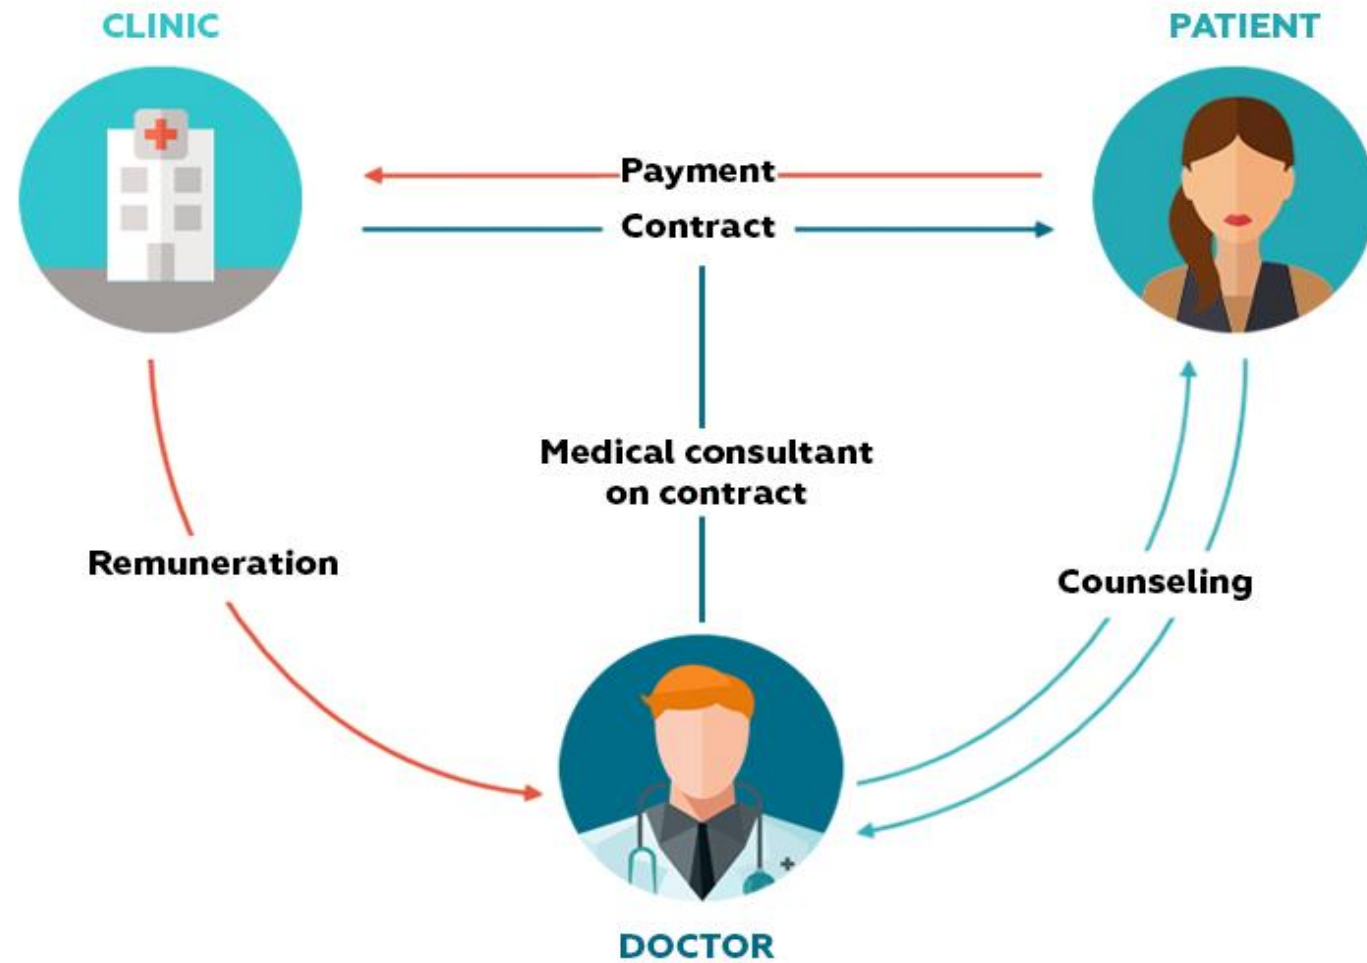 CLINIC
PATIENT
Payment
Contract
Medical consultant
on contract
Remuneration
Counseling
DOCTOR